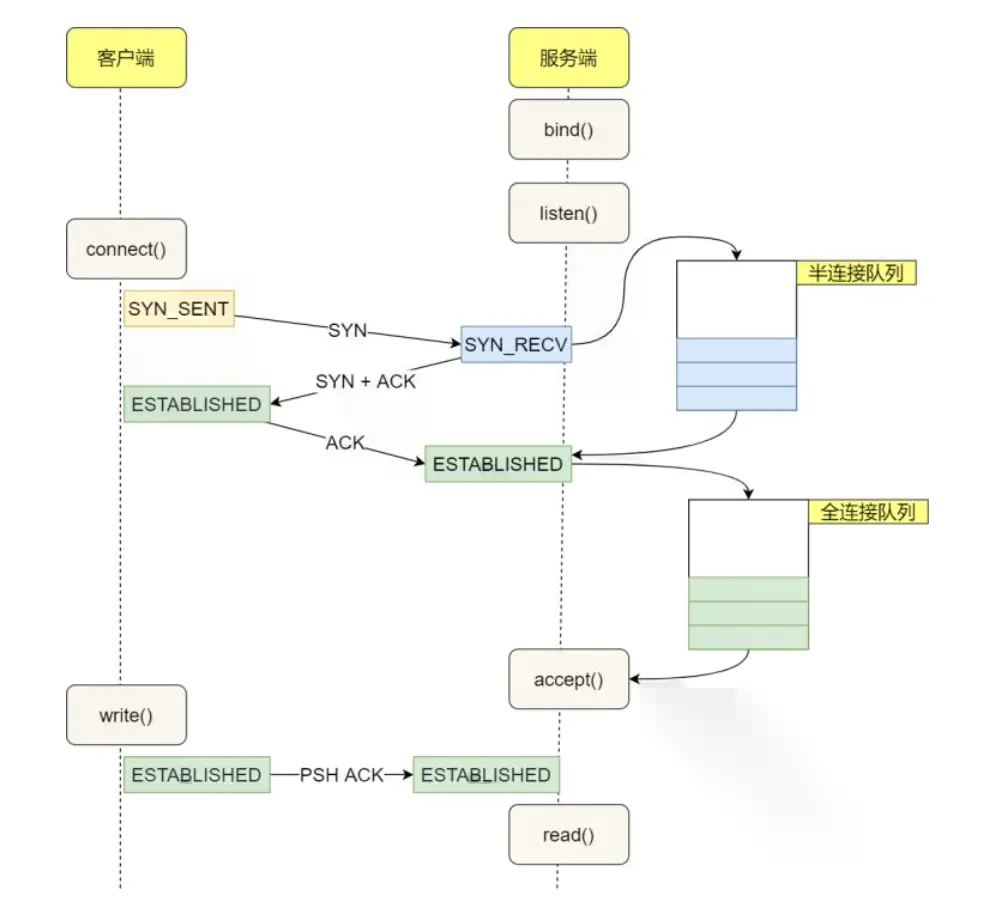 客户端
服务端
bind()
listen()
connect()
半连接队列
SYN_SENT
SYN
SYN_RECV
SYN + ACK
ESTABLISHED
ACK
ESTABLISHED
全连接队列
accept()
write()
ESTABLISHED
PSH ACK
ESTABLISHED
read()